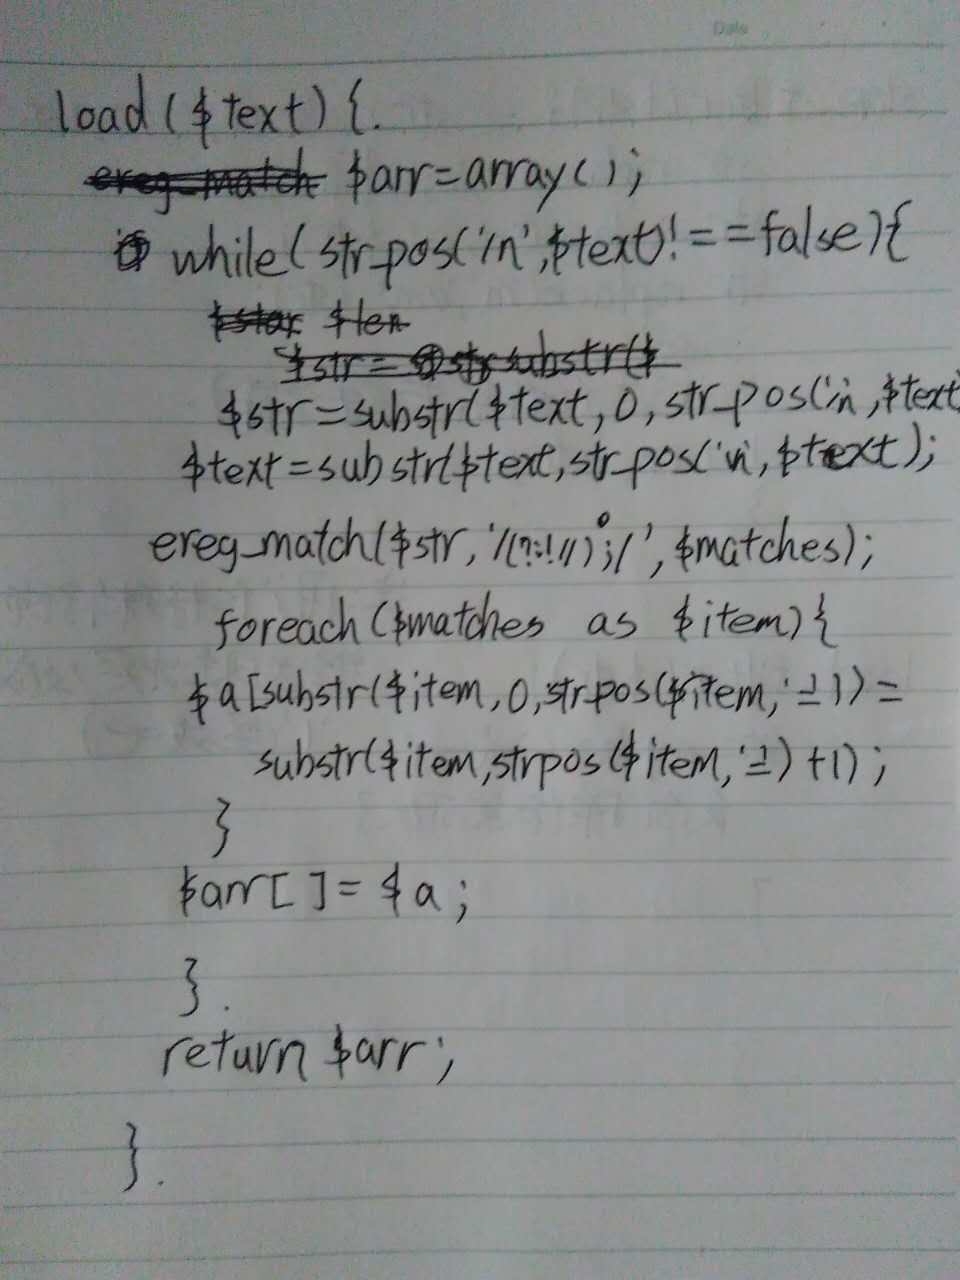 Date
load($text){.
ereg_match $arr=array();
while(str_pos('/n',$text)!==false){
$star $len
$str = substr($
$str=substr($text,0,str_pos('\n,$text
$text=substr($text,str_pos('\n,$text);
ereg_match($str,'/(?:!//);/',$matches);
foreach($matches as $item){
$a[substr($item,0,strpos($item,'=')1)=
substr($item,strpos($item,'=')+1);
}
$arr[]=$a;
}.
return $arr;
}.